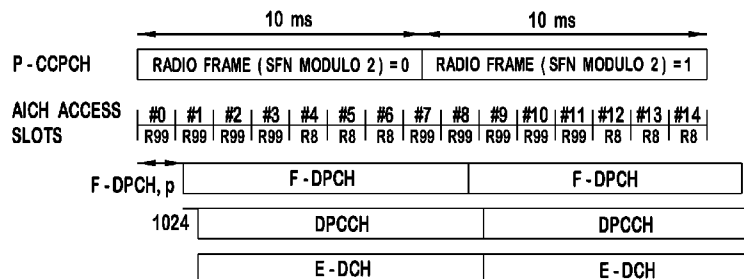 10 ms 10 ms
P-CCPCH RADIO FRAME (SFN MODULO 2) = 0 RADIO FRAME (SFN MODULO 2) = 1
AICH ACCESS SLOTS
#0 #1 #2 #3 #4 #5 #6 #7 #8 #9 #10 #11 #12 #13 #14
R99 R99 R99 R99 R8 R8 R8 R99 R99 R99 R99 R99 R8 R8 R8
F-DPCH, p F-DPCH F-DPCH
1024 DPCCH DPCCH
E-DCH E-DCH